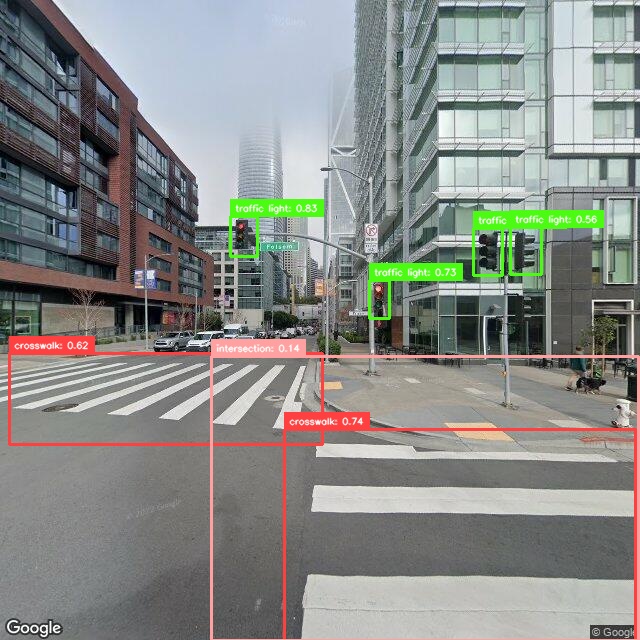 traffic light: 0.83
traffic
traffic light: 0.56
Folsom
traffic light: 0.73
crosswalk: 0.62
intersection: 0.14
crosswalk: 0.74
Google
© Google